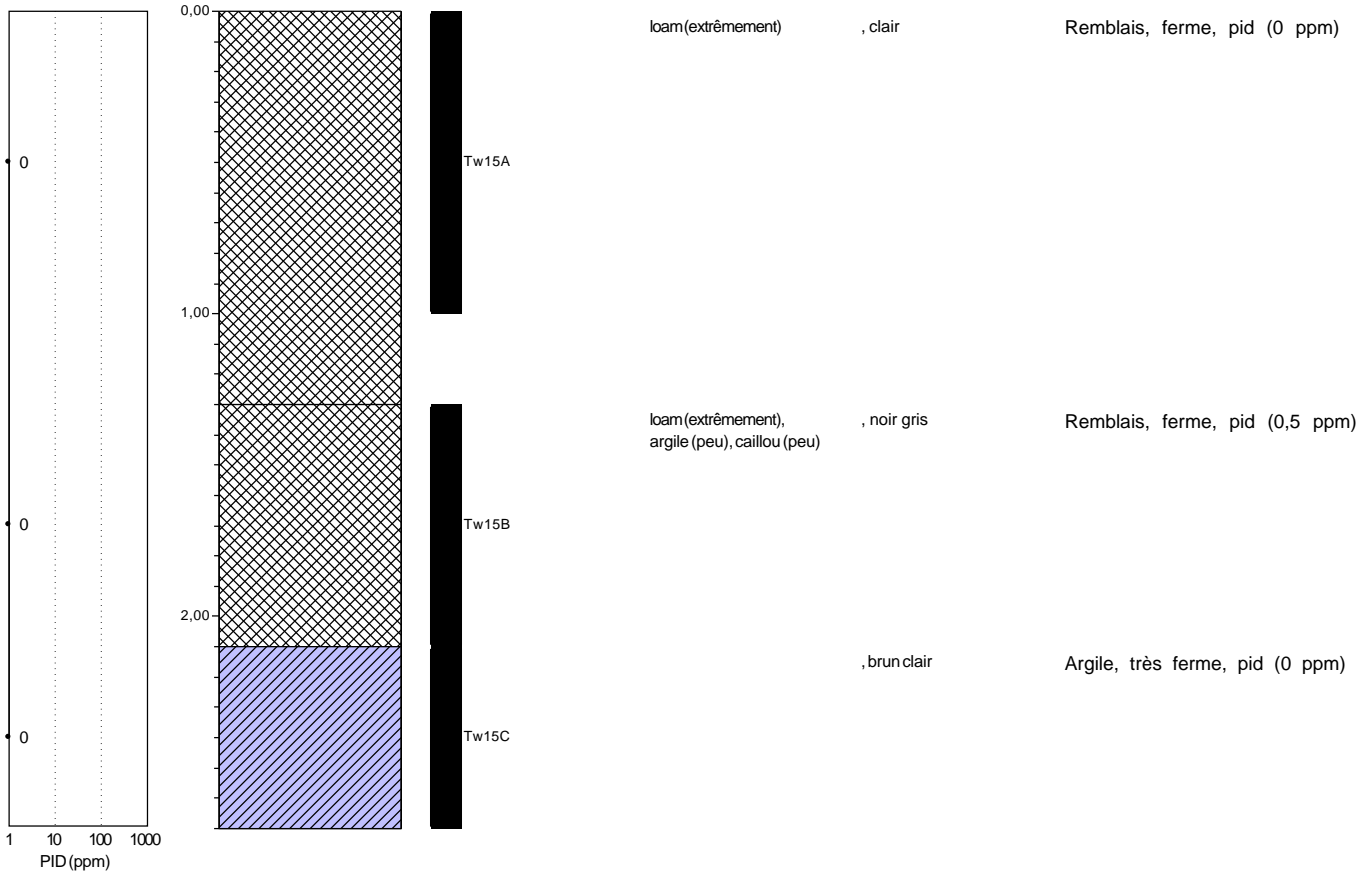 0,00
loam (extrêmement)
, clair
Remblais, ferme, pid (0 ppm)
0
Tw15A
1,00
loam (extrêmement),
argile (peu), caillou (peu)
, noir gris
Remblais, ferme, pid (0,5 ppm)
0
Tw15B
2,00
, brun clair
Argile, très ferme, pid (0 ppm)
0
Tw15C
1 10 100 1000
PID (ppm)